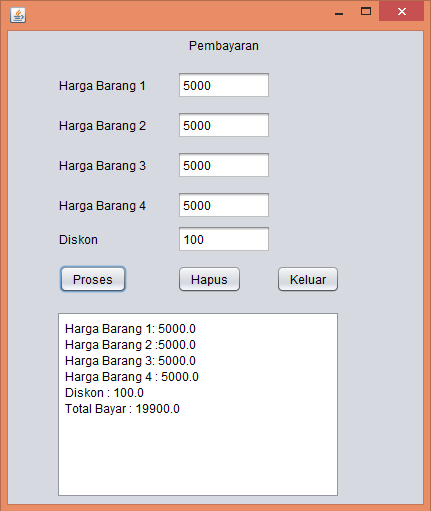 Pembayaran
Harga Barang 1 5000
Harga Barang 2 5000
Harga Barang 3 5000
Harga Barang 4 5000
Diskon 100
Proses Hapus Keluar
Harga Barang 1: 5000.0
Harga Barang 2 :5000.0
Harga Barang 3: 5000.0
Harga Barang 4 : 5000.0
Diskon : 100.0
Total Bayar : 19900.0